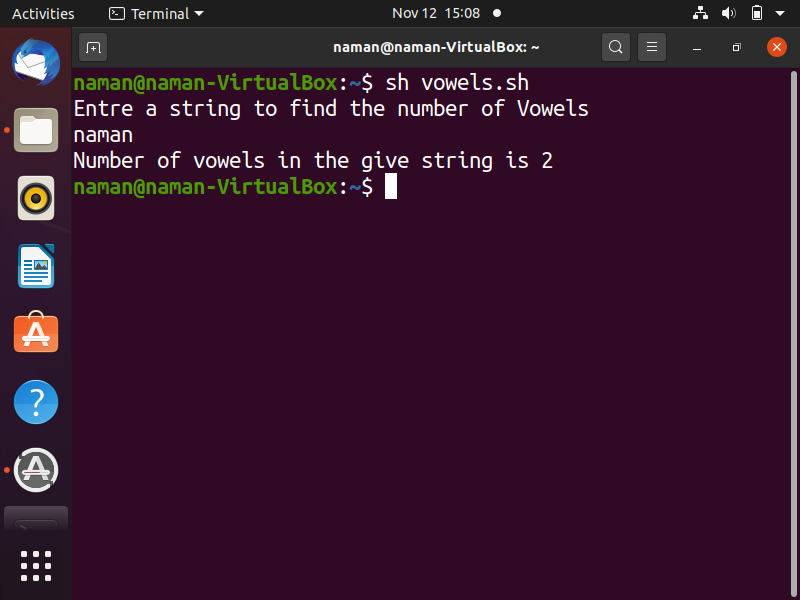 Activities Terminal Nov 12 15:08
naman@naman-VirtualBox: ~
naman@naman-VirtualBox:~$ sh vowels.sh
Entre a string to find the number of Vowels
naman
Number of vowels in the give string is 2
naman@naman-VirtualBox:~$